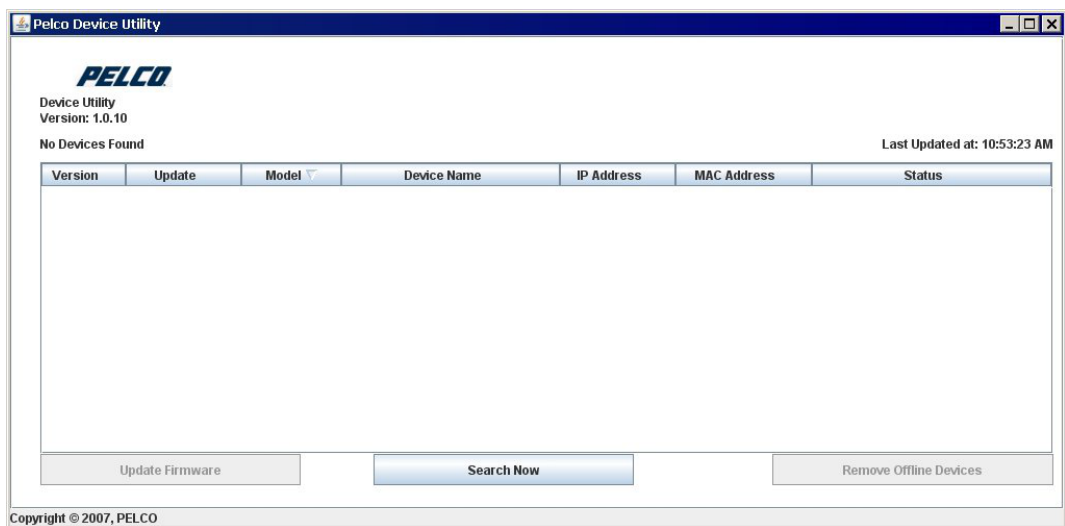 Pelco Device Utility
PELCO
Device Utility
Version: 1.0.10
No Devices Found
Last Updated at: 10:53:23 AM
Version Update Model Device Name IP Address MAC Address Status
Update Firmware Search Now Remove Offline Devices
Copyright © 2007, PELCO